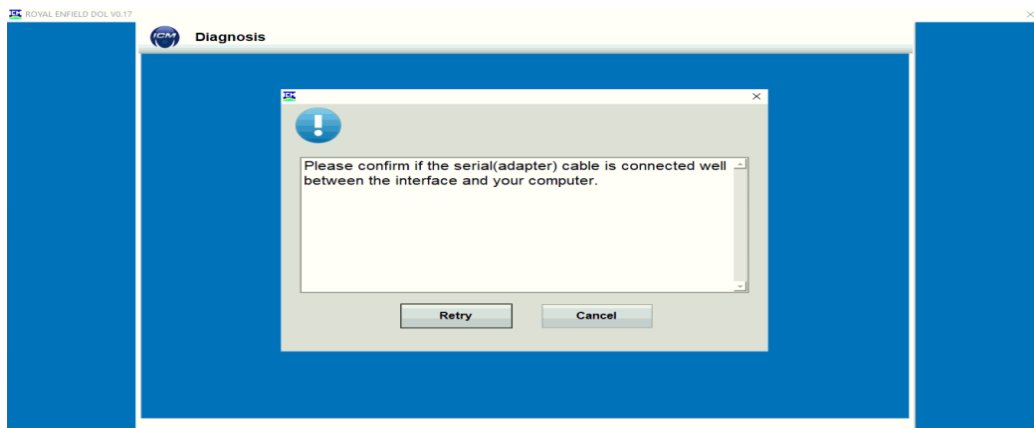 ROYAL ENFIELD DOL V0.17
ICM
Diagnosis
Please confirm if the serial(adapter) cable is connected well
between the interface and your computer.
Retry
Cancel